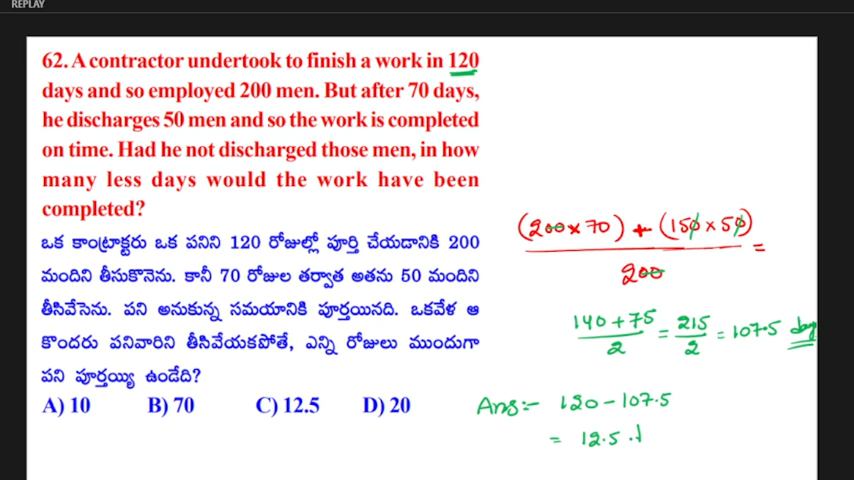 REPLAY
62. A contractor undertook to finish a work in 120
days and so employed 200 men. But after 70 days,
he discharges 50 men and so the work is completed
on time. Had he not discharged those men, in how
many less days would the work have been
completed?
ఒక కాంట్రాక్టరు ఒక పనిని 120 రోజుల్లో పూర్తి చేయడానికి 200
మందిని తీసుకొనెను. కానీ 70 రోజుల తర్వాత అతను 50 మందిని
తీసివేసెను. పని అనుకున్న సమయానికి పూర్తయినది. ఒకవేళ ఆ
కొందరు పనివారిని తీసివేయకపోతే, ఎన్ని రోజులు ముందుగా
పని పూర్తయ్యి ఉండేది?
A) 10 B) 70 C) 12.5 D) 20
(200 × 70) + (150 × 50)
=
200
140 + 75
2
= 215
2
= 107.5 days
Ans:- 120 - 107.5
= 12.5